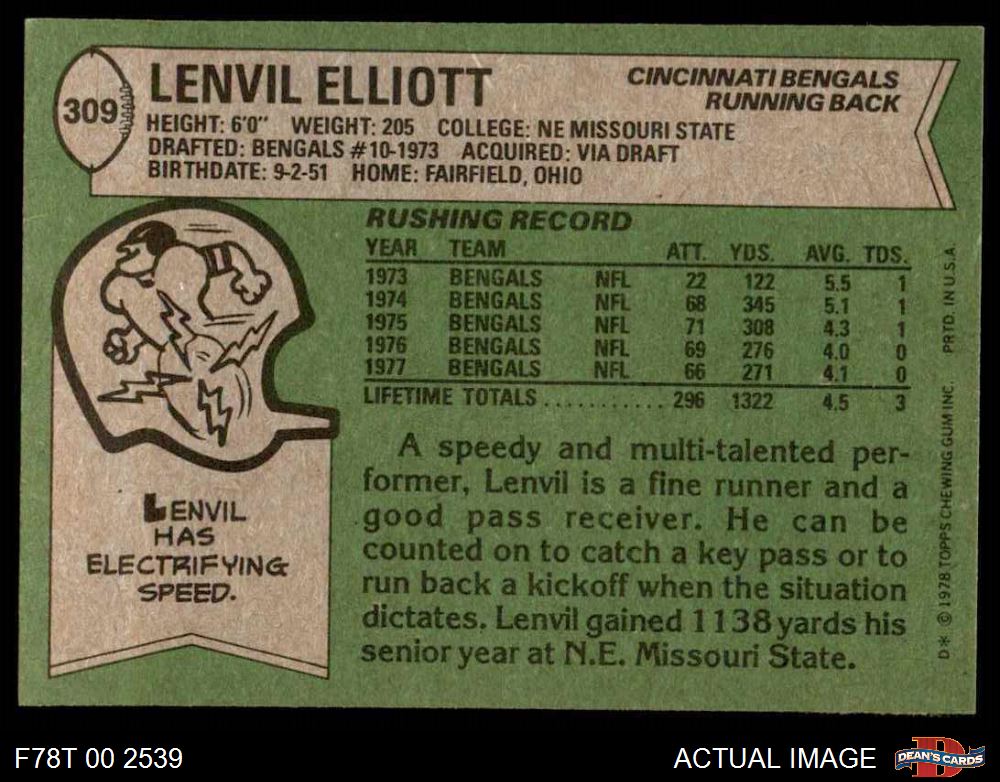 309
LENVIL ELLIOTT
CINCINNATI BENGALS
RUNNING BACK
HEIGHT: 6'0" WEIGHT: 205 COLLEGE: NE MISSOURI STATE
DRAFTED: BENGALS #10-1973 ACQUIRED: VIA DRAFT
BIRTHDATE: 9-2-51 HOME: FAIRFIELD, OHIO
RUSHING RECORD
YEAR TEAM ATT. YDS. AVG. TDS.
1973 BENGALS NFL 22 122 5.5 1
1974 BENGALS NFL 68 345 5.1 1
1975 BENGALS NFL 71 308 4.3 1
1976 BENGALS NFL 69 276 4.0 0
1977 BENGALS NFL 66 271 4.1 0
LIFETIME TOTALS ............ 296 1322 4.5 3
A speedy and multi-talented per-
former, Lenvil is a fine runner and a
good pass receiver. He can be
counted on to catch a key pass or to
run back a kickoff when the situation
dictates. Lenvil gained 1138 yards his
senior year at N.E. Missouri State.
LENVIL
HAS
ELECTRIFYING
SPEED.
D* © 1978 TOPPS CHEWING GUM INC. PRTD. IN U.S.A.
F78T 00 2539
ACTUAL IMAGE
D
DEAN'S CARDS